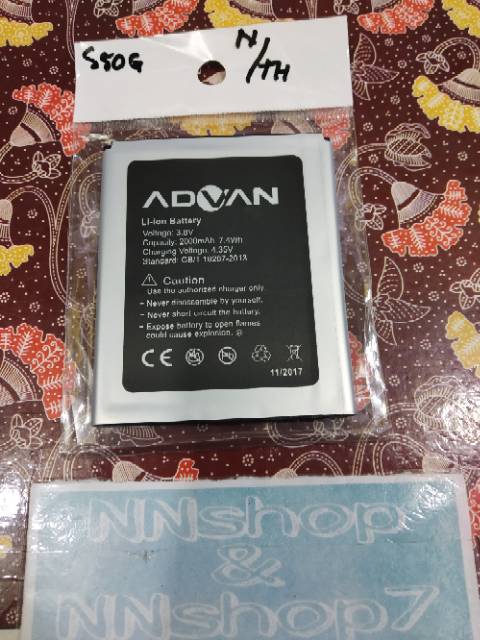 S50G
N/TH
ADVAN
Li-ion Battery
Voltage: 3.8V
Capacity: 2000mAh 7.4Wh
Charging Voltage: 4.35V
Standard: GB/T 18287-2013
Caution
Use the authorized charger only.
- Never disassemble by yourself.
- Never short circuit the battery.
- Expose battery to open flames
could cause explosion.
CE
11/2017
NNshop
&
NNshop7